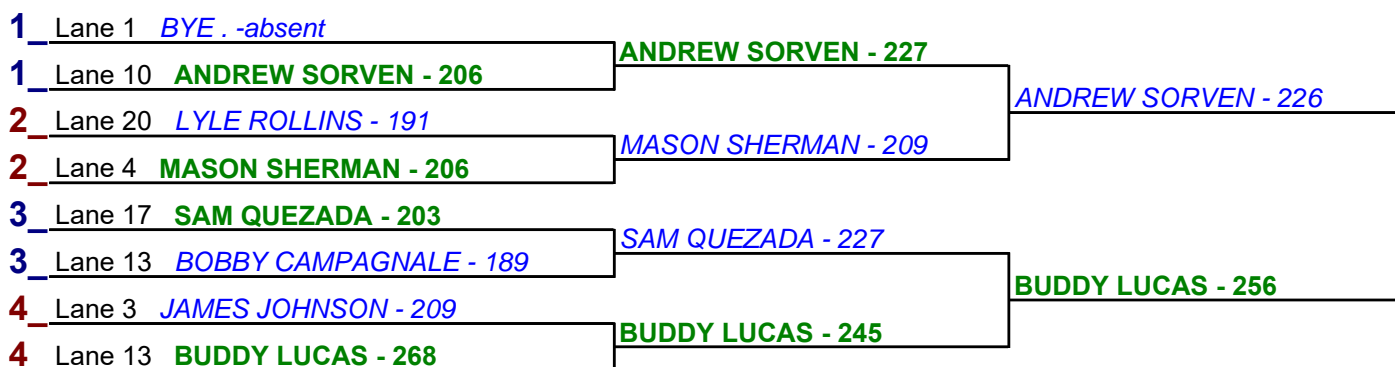 1_ Lane 1 BYE . -absent
ANDREW SORVEN - 227
1_ Lane 10 ANDREW SORVEN - 206
ANDREW SORVEN - 226
2_ Lane 20 LYLE ROLLINS - 191
MASON SHERMAN - 209
2_ Lane 4 MASON SHERMAN - 206
3_ Lane 17 SAM QUEZADA - 203
SAM QUEZADA - 227
3_ Lane 13 BOBBY CAMPAGNALE - 189
BUDDY LUCAS - 256
4_ Lane 3 JAMES JOHNSON - 209
BUDDY LUCAS - 245
4 Lane 13 BUDDY LUCAS - 268